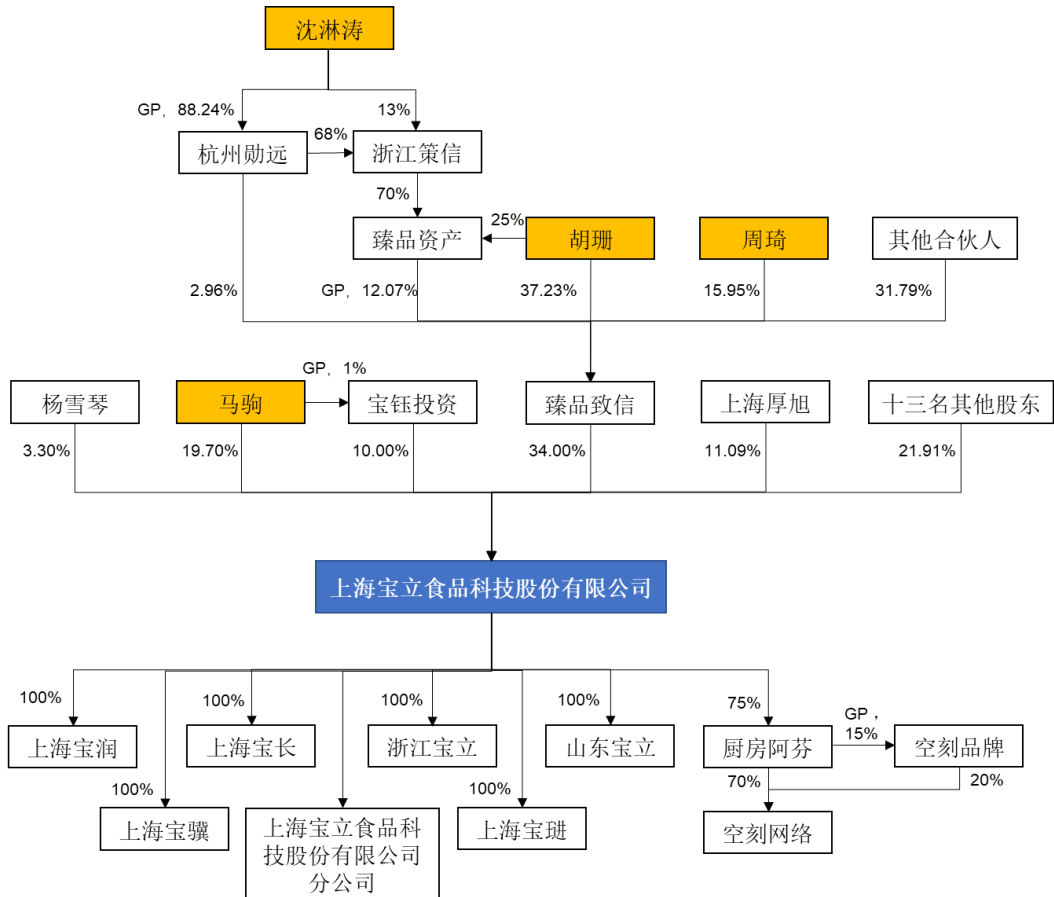 沈淋涛
GP，88.24%
13%
杭州勋远
68%
浙江策信
70%
臻品资产
25%
胡珊
周琦
其他合伙人
2.96%
GP，12.07%
37.23%
15.95%
31.79%
杨雪琴
马驹
GP，1%
宝钰投资
臻品致信
上海厚旭
十三名其他股东
3.30%
19.70%
10.00%
34.00%
11.09%
21.91%
上海宝立食品科技股份有限公司
100%
100%
100%
100%
75%
GP，
15%
上海宝润
上海宝长
浙江宝立
山东宝立
厨房阿芬
空刻品牌
100%
100%
70%
20%
上海宝骥
上海宝立食品科
技股份有限公司
分公司
上海宝琎
空刻网络